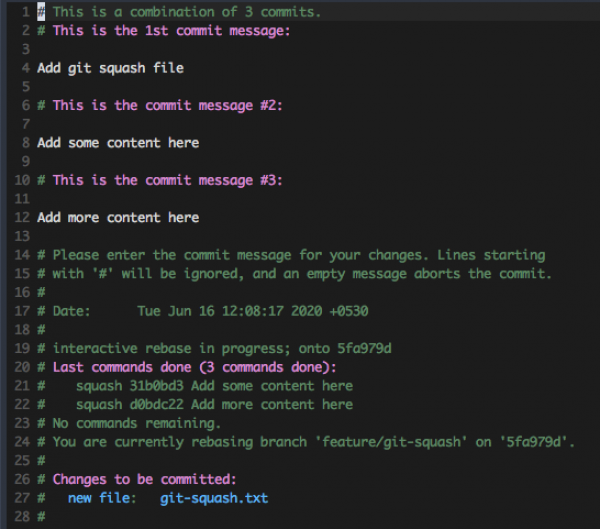 1 # This is a combination of 3 commits.
2 # This is the 1st commit message:
3
4 Add git squash file
5
6 # This is the commit message #2:
7
8 Add some content here
9
10 # This is the commit message #3:
11
12 Add more content here
13
14 # Please enter the commit message for your changes. Lines starting
15 # with '#' will be ignored, and an empty message aborts the commit.
16 #
17 # Date:      Tue Jun 16 12:08:17 2020 +0530
18 #
19 # interactive rebase in progress; onto 5fa979d
20 # Last commands done (3 commands done):
21 #    squash 31b0bd3 Add some content here
22 #    squash d0bdc22 Add more content here
23 # No commands remaining.
24 # You are currently rebasing branch 'feature/git-squash' on '5fa979d'.
25 #
26 # Changes to be committed:
27 #   new file:   git-squash.txt
28 #